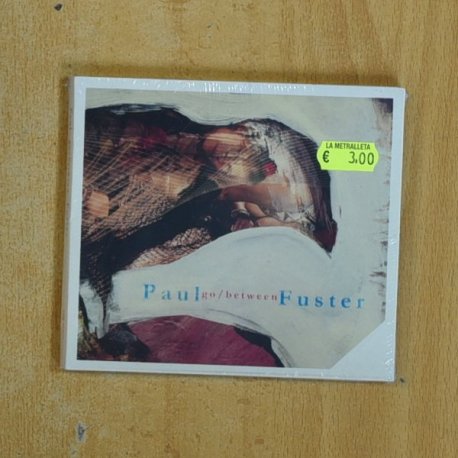 LA METRALLETA
€ 3.00
Paul go/between Fuster